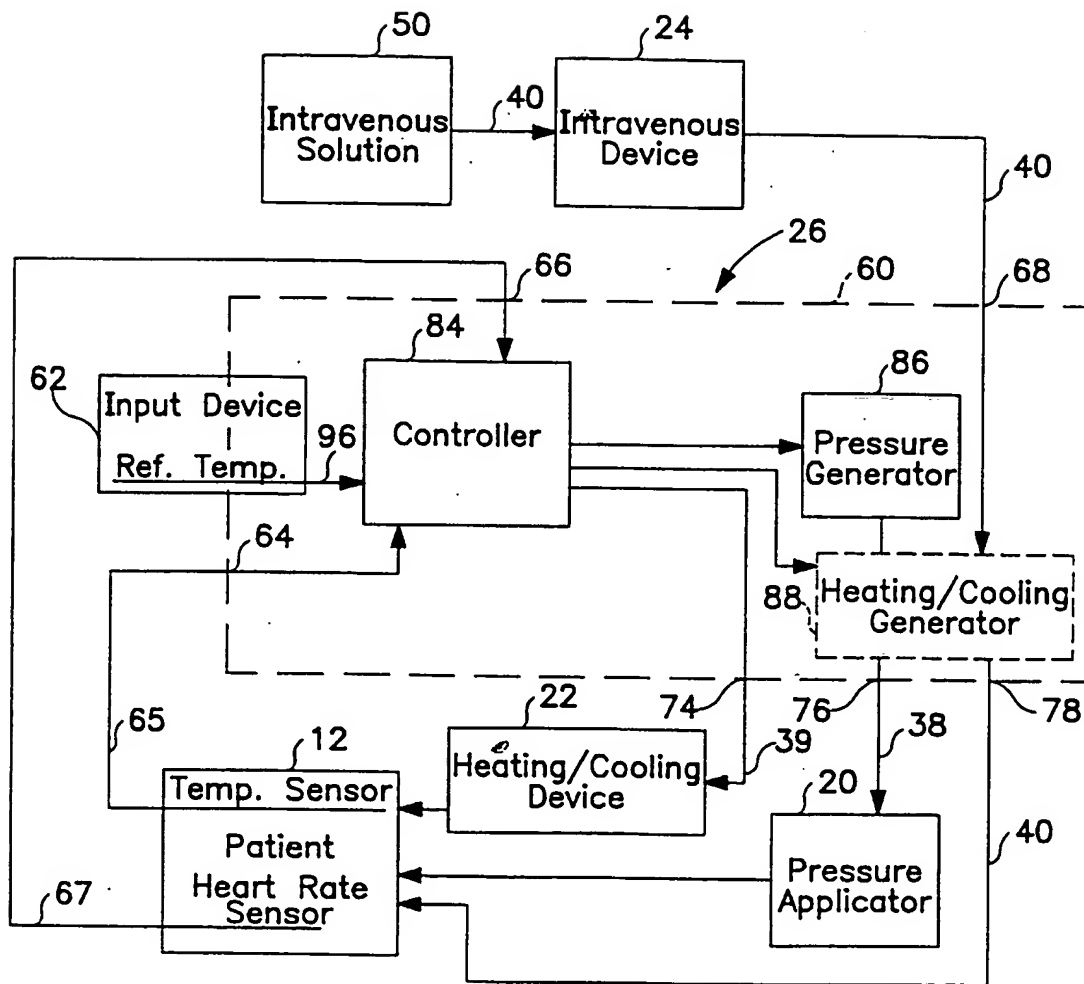 50
24
Intravenous
Solution
40
Intravenous
Device
40
26
66
60
68
84
86
62
Input Device
Ref. Temp.
96
Controller
Pressure
Generator
64
88
Heating/Cooling
Generator
74
76
78
65
12
22
39
38
Temp. Sensor
Heating/Cooling
Device
20
40
Patient
Heart Rate
Sensor
Pressure
Applicator
67